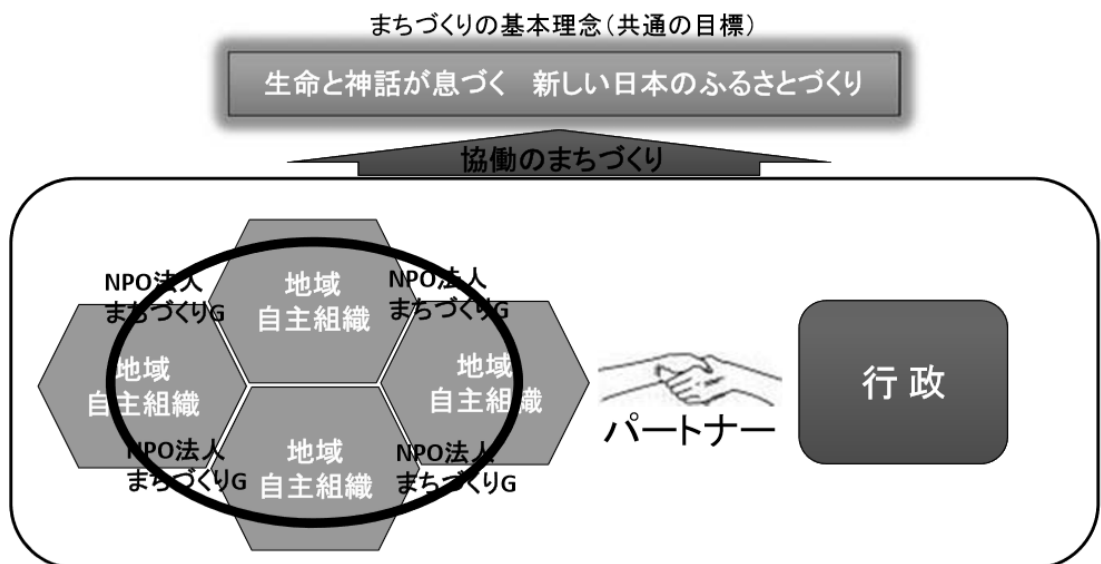 まちづくりの基本理念（共通の目標）
生命と神話が息づく　新しい日本のふるさとづくり
協働のまちづくり
NPO法人
まちづくりG
地域
自主組織
NPO法人
まちづくりG
地域
自主組織
地域
自主組織
NPO法人
まちづくりG
地域
自主組織
NPO法人
まちづくりG
パートナー
行政